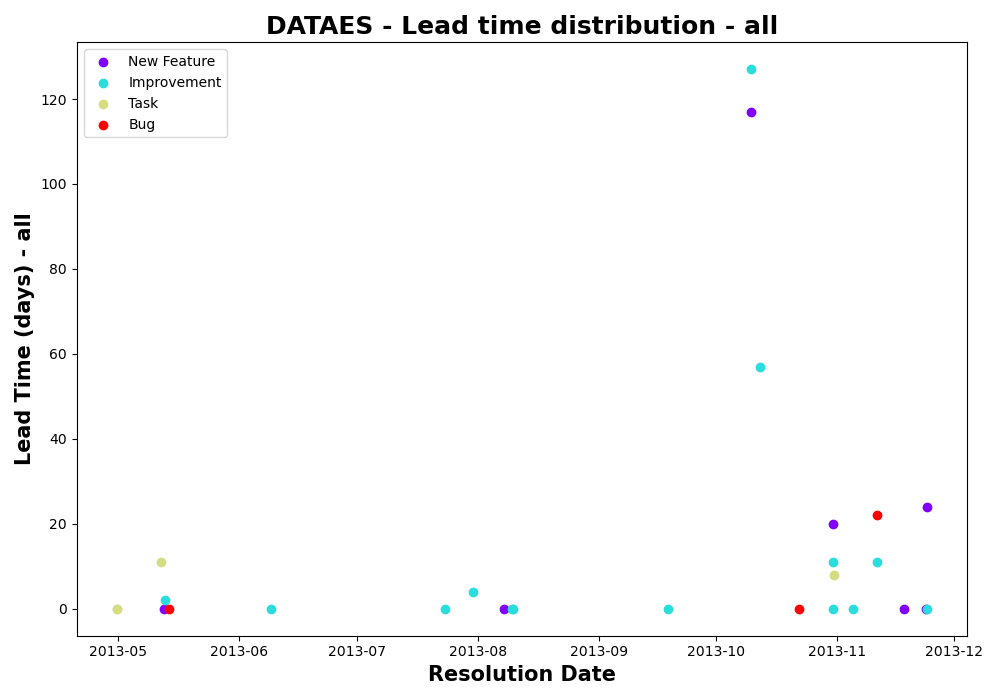 DATAES - Lead time distribution - all
New Feature
Improvement
Task
Bug
Lead Time (days) - all
120
100
80
60
40
20
0
2013-05 2013-06 2013-07 2013-08 2013-09 2013-10 2013-11 2013-12
Resolution Date